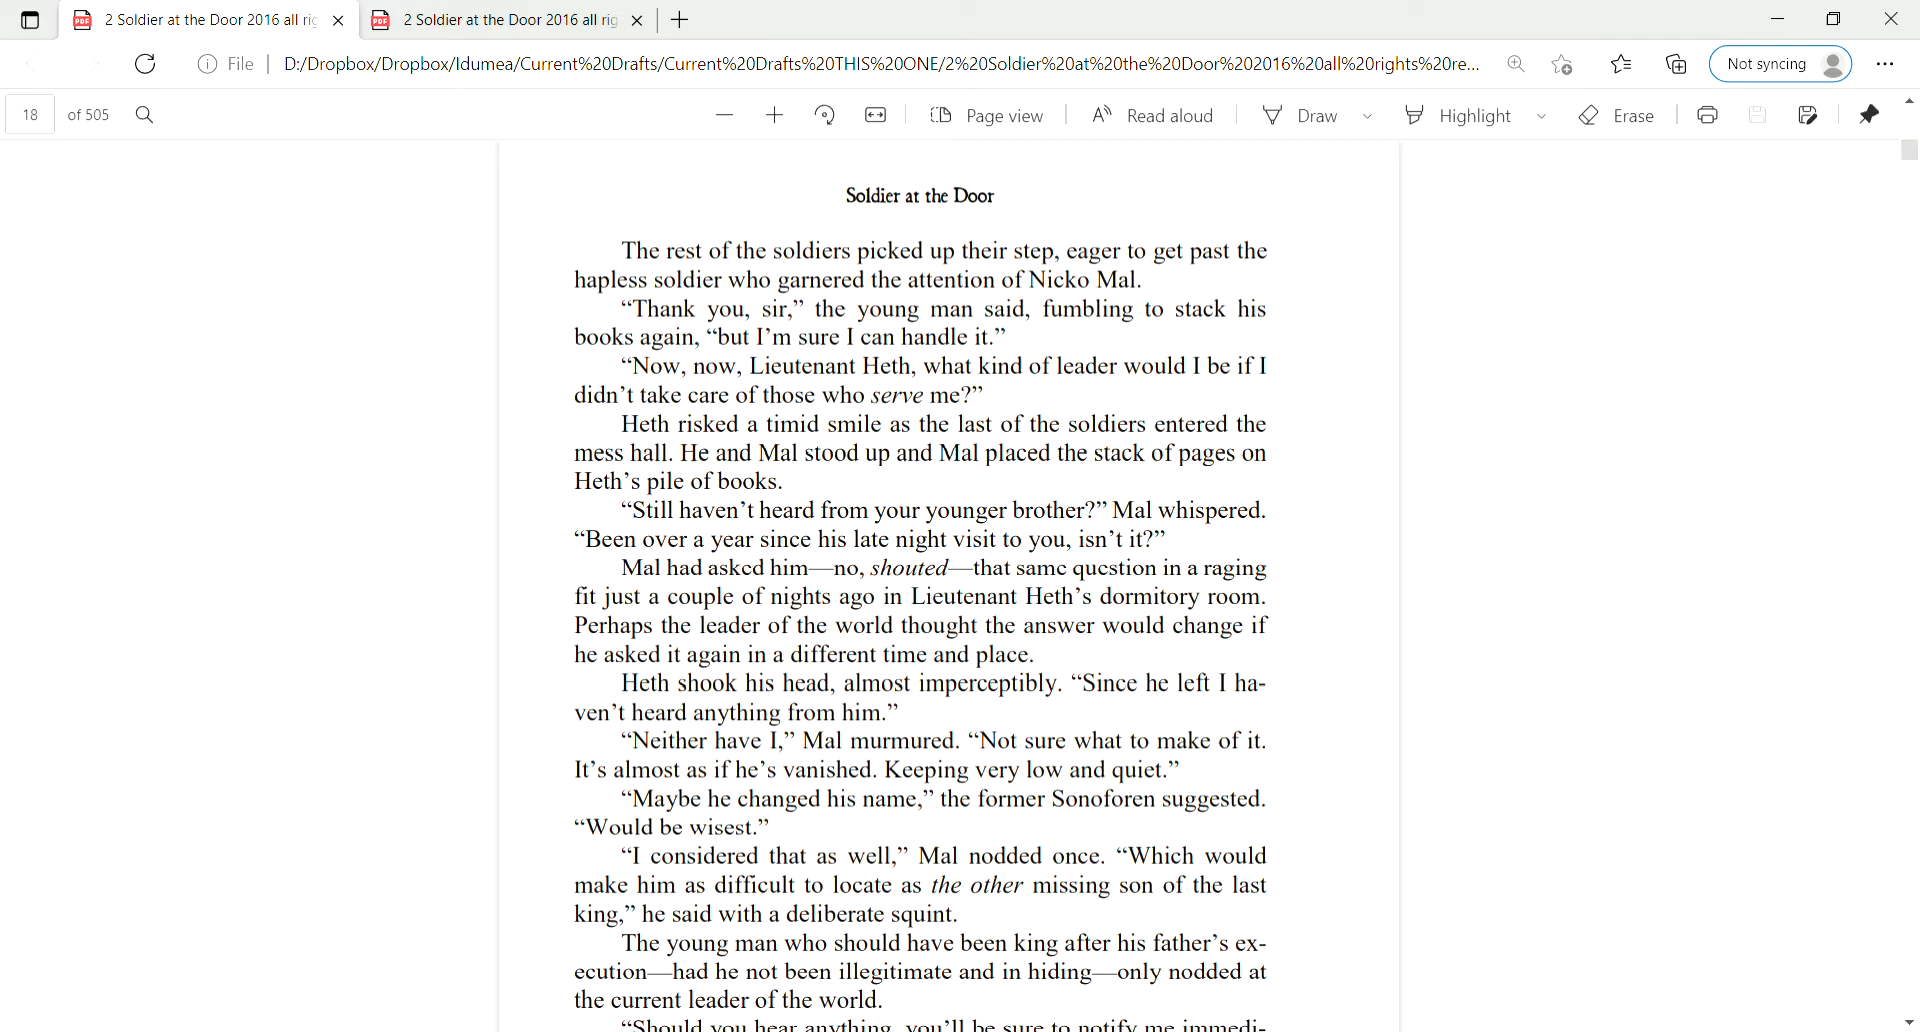 2 Soldier at the Door 2016 all rig
2 Soldier at the Door 2016 all rig
File
D:/Dropbox/Dropbox/Idumea/Current%20Drafts/Current%20Drafts%20THIS%20ONE/2%20Soldier%20at%20the%20Door%202016%20all%20rights%20re...
Not syncing
18 of 505
Page view
Read aloud
Draw
Highlight
Erase
Soldier at the Door
The rest of the soldiers picked up their step, eager to get past the
hapless soldier who garnered the attention of Nicko Mal.
“Thank you, sir,” the young man said, fumbling to stack his
books again, “but I’m sure I can handle it.”
“Now, now, Lieutenant Heth, what kind of leader would I be if I
didn’t take care of those who serve me?”
Heth risked a timid smile as the last of the soldiers entered the
mess hall. He and Mal stood up and Mal placed the stack of pages on
Heth’s pile of books.
“Still haven’t heard from your younger brother?” Mal whispered.
“Been over a year since his late night visit to you, isn’t it?”
Mal had asked him—no, shouted—that same question in a raging
fit just a couple of nights ago in Lieutenant Heth’s dormitory room.
Perhaps the leader of the world thought the answer would change if
he asked it again in a different time and place.
Heth shook his head, almost imperceptibly. “Since he left I ha-
ven’t heard anything from him.”
“Neither have I,” Mal murmured. “Not sure what to make of it.
It’s almost as if he’s vanished. Keeping very low and quiet.”
“Maybe he changed his name,” the former Sonoforen suggested.
“Would be wisest.”
“I considered that as well,” Mal nodded once. “Which would
make him as difficult to locate as the other missing son of the last
king,” he said with a deliberate squint.
The young man who should have been king after his father’s ex-
ecution—had he not been illegitimate and in hiding—only nodded at
the current leader of the world.
“Should you hear anything, you’ll be sure to notify me immedi-